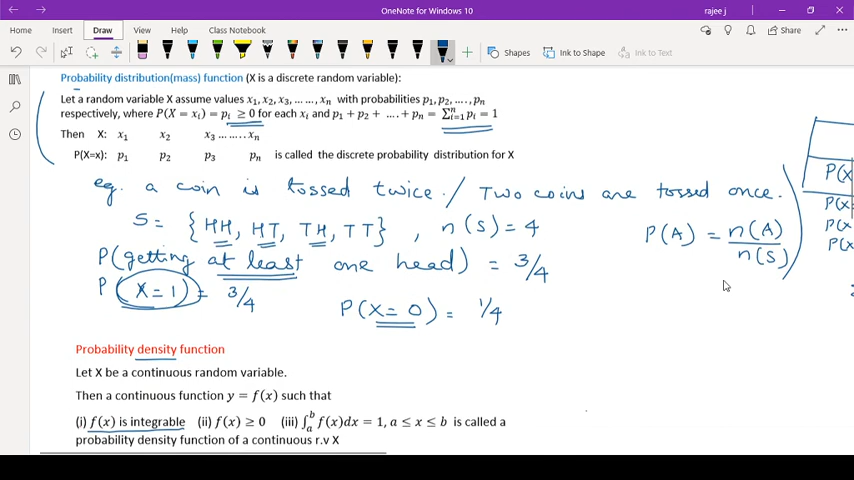 OneNote for Windows 10
rajee j
Home Insert Draw View Help Class Notebook Share
Shapes Ink to Shape Ink to Text
Probability distribution(mass) function (X is a discrete random variable):
Let a random variable X assume values x₁, x₂, x₃, ... ..., xₙ with probabilities p₁, p₂, ...., pₙ
respectively, where P(X = xᵢ) = pᵢ ≥ 0 for each xᵢ and p₁ + p₂ + .... + pₙ = ∑ⁿᵢ₌₁ pᵢ = 1
Then X: x₁ x₂ x₃ ... ... .. xₙ
P(X=x): p₁ p₂ p₃ pₙ is called the discrete probability distribution for X
eg. a coin is tossed twice. / Two coins are tossed once.
S = {HH, HT, TH, TT} , n(S) = 4
P(A) = n(A)/n(S)
P(getting at least one head) = 3/4
P(X=1) = 3/4
P(X=0) = 1/4
P(X
P(x
P(x
P(x
Probability density function
Let X be a continuous random variable.
Then a continuous function y = f(x) such that
(i) f(x) is integrable (ii) f(x) ≥ 0 (iii) ∫ₐᵇ f(x)dx = 1, a ≤ x ≤ b is called a
probability density function of a continuous r.v X